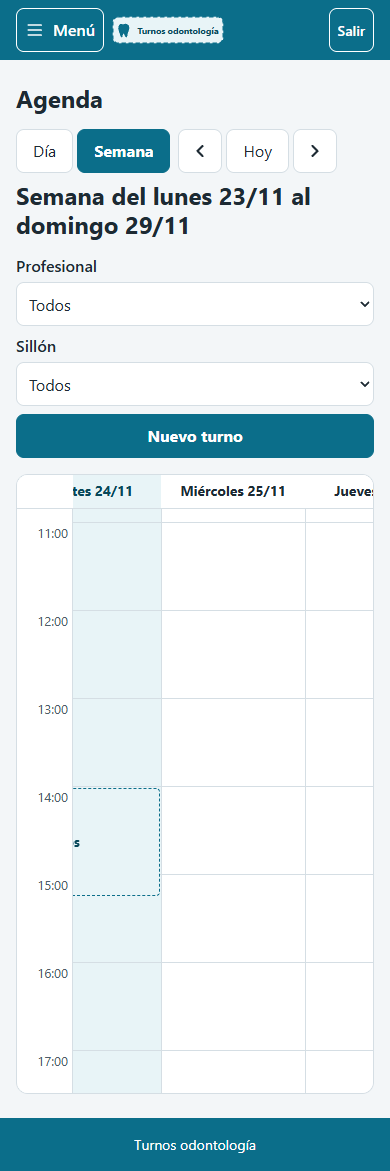 Menú
Turnos odontología
Salir
Agenda
Día
Semana
Hoy
Semana del lunes 23/11 al
domingo 29/11
Profesional
Todos
Sillón
Todos
Nuevo turno
tes 24/11
Miércoles 25/11
Jueves
11:00
12:00
13:00
14:00
15:00
16:00
17:00
Turnos odontología